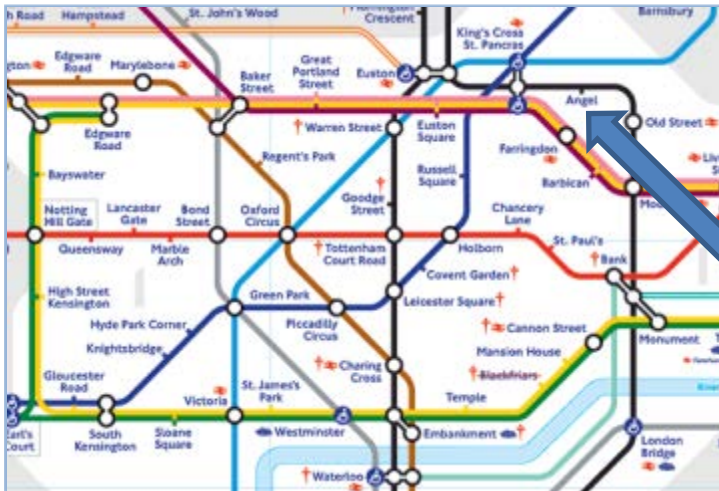 h Road
Hampstead
St. John's Wood
Crescent
Barnsbury
King's Cross
St. Pancras
Edgware
Road
Marylebone
Baker
Street
Great
Portland
Street
Euston
Angel
Old Street
Edgware
Road
Warren Street
Euston
Square
Farringdon
Barbican
Regent's Park
Russell
Square
Bayswater
Goodge
Street
Notting
Hill Gate
Lancaster
Gate
Bond
Street
Oxford
Circus
Chancery
Lane
St. Paul's
Queensway
Marble
Arch
Tottenham
Court Road
Holborn
Bank
Covent Garden
High Street
Kensington
Green Park
Leicester Square
Hyde Park Corner
Piccadilly
Circus
Cannon Street
Knightsbridge
Mansion House
Monument
Gloucester
Road
Charing
Cross
Blackfriars
Victoria
St. James's
Park
Temple
Court
South
Kensington
Sloane
Square
Westminster
Embankment
London
Bridge
Waterloo